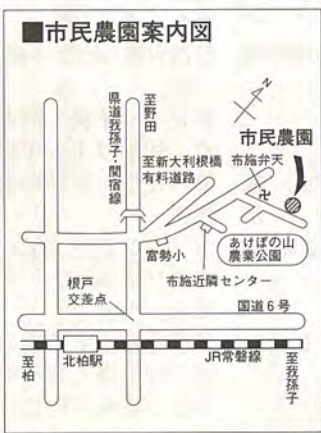 ■市民農園案内図
N
県道我孫子・関宿線
至野田
市民農園
至新大利根橋
有料道路
布施弁天
卍
あけぼの山
農業公園
富勢小
布施近隣センター
根戸
交差点
国道6号
至柏
北柏駅
JR常磐線
至我孫子